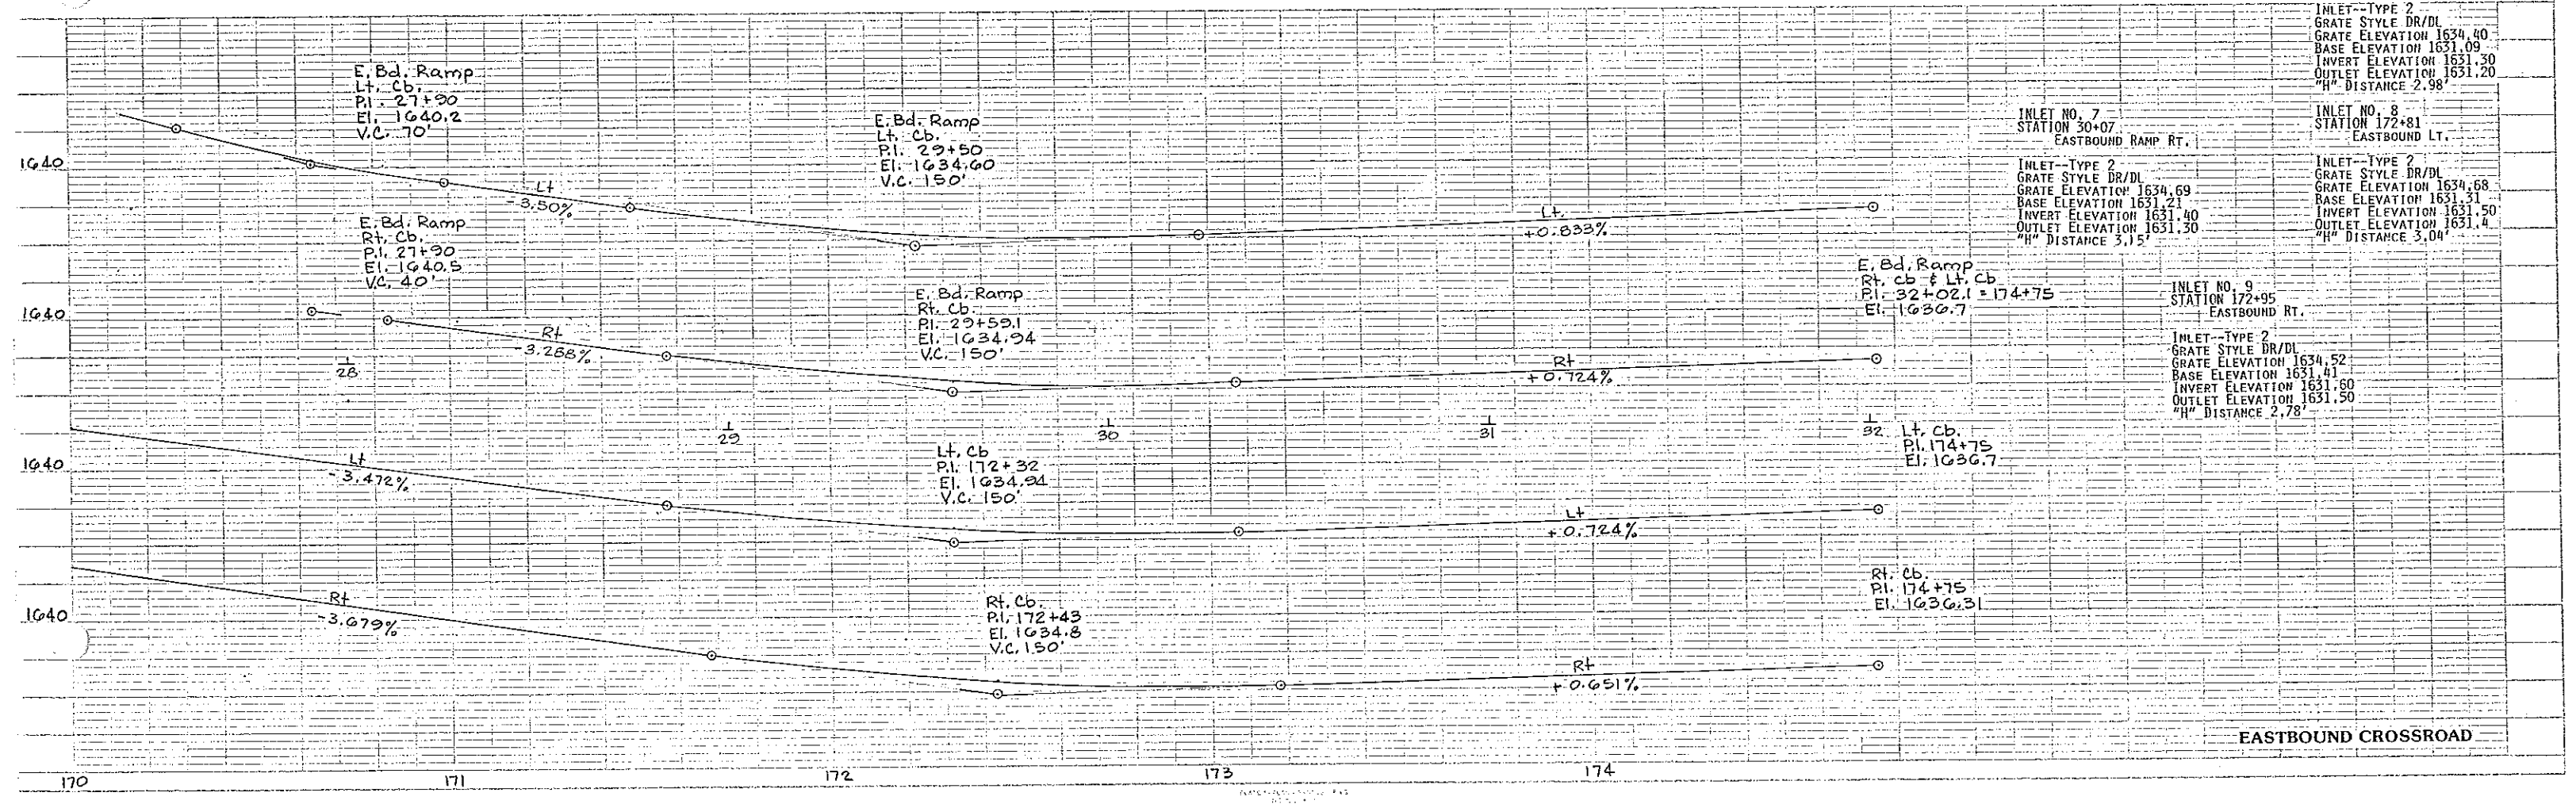 E. Bd. Ramp
Lt. Cb.
P.I. 27+90
El. 1640.2
V.C. 70'
E. Bd. Ramp
Lt. Cb.
P.I. 29+50
El. 1634.60
V.C. 150'
1640
Lt
-3.50%
Lt.
+0.833%
E. Bd. Ramp
Rt. Cb.
P.I. 27+90
El. 1640.5
V.C. 40'
E. Bd. Ramp
Rt. Cb.
P.I. 29+59.1
El. 1634.94
V.C. 150'
E. Bd. Ramp
Rt. Cb & Lt. Cb.
P.I. 32+02.1 = 174+75
El. 1636.7
1640
Rt
-3.288%
Rt
+0.724%
28
29
30
31
32
Lt. Cb.
P.I. 174+75
El. 1636.7
1640
Lt
-3.472%
Lt. Cb
P.I. 172+32
El. 1634.94
V.C. 150'
Lt
+0.724%
1640
Rt
-3.679%
Rt. Cb.
P.I. 172+43
El. 1634.8
V.C. 150'
Rt
+0.651%
Rt. Cb.
P.I. 174+75
El. 1636.31
170
171
172
173
174
INLET--TYPE 2
GRATE STYLE DR/DL
GRATE ELEVATION 1634.40
BASE ELEVATION 1631.09
INVERT ELEVATION 1631.30
OUTLET ELEVATION 1631.20
"H" DISTANCE 2.98'
INLET NO. 7
STATION 30+07
EASTBOUND RAMP RT.
INLET--TYPE 2
GRATE STYLE DR/DL
GRATE ELEVATION 1634.69
BASE ELEVATION 1631.21
INVERT ELEVATION 1631.40
OUTLET ELEVATION 1631.30
"H" DISTANCE 3.15'
INLET NO. 8
STATION 172+81
EASTBOUND LT.
INLET--TYPE 2
GRATE STYLE DR/DL
GRATE ELEVATION 1634.68
BASE ELEVATION 1631.31
INVERT ELEVATION 1631.50
OUTLET ELEVATION 1631.4
"H" DISTANCE 3.04'
INLET NO. 9
STATION 172+95
EASTBOUND RT.
INLET--TYPE 2
GRATE STYLE DR/DL
GRATE ELEVATION 1634.52
BASE ELEVATION 1631.41
INVERT ELEVATION 1631.60
OUTLET ELEVATION 1631.50
"H" DISTANCE 2.78'
EASTBOUND CROSSROAD